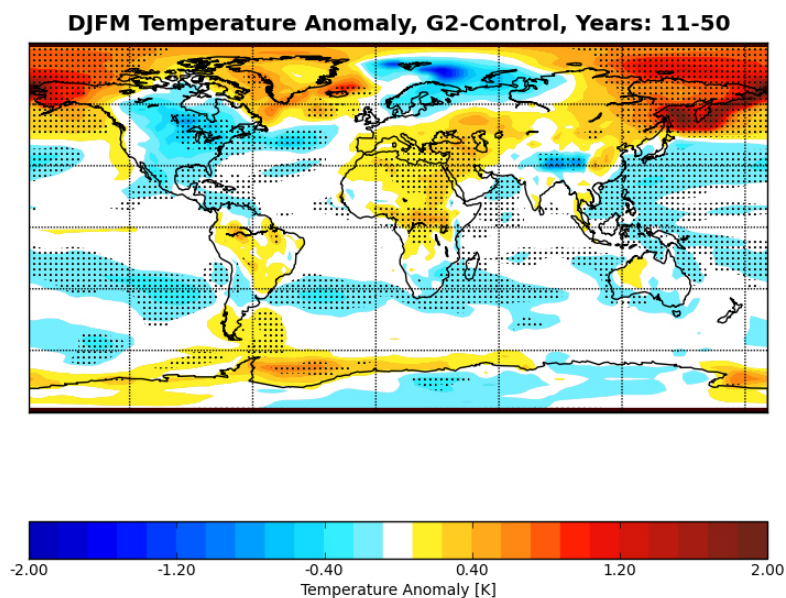 DJFM Temperature Anomaly, G2-Control, Years: 11-50
-2.00 -1.20 -0.40 0.40 1.20 2.00
Temperature Anomaly [K]